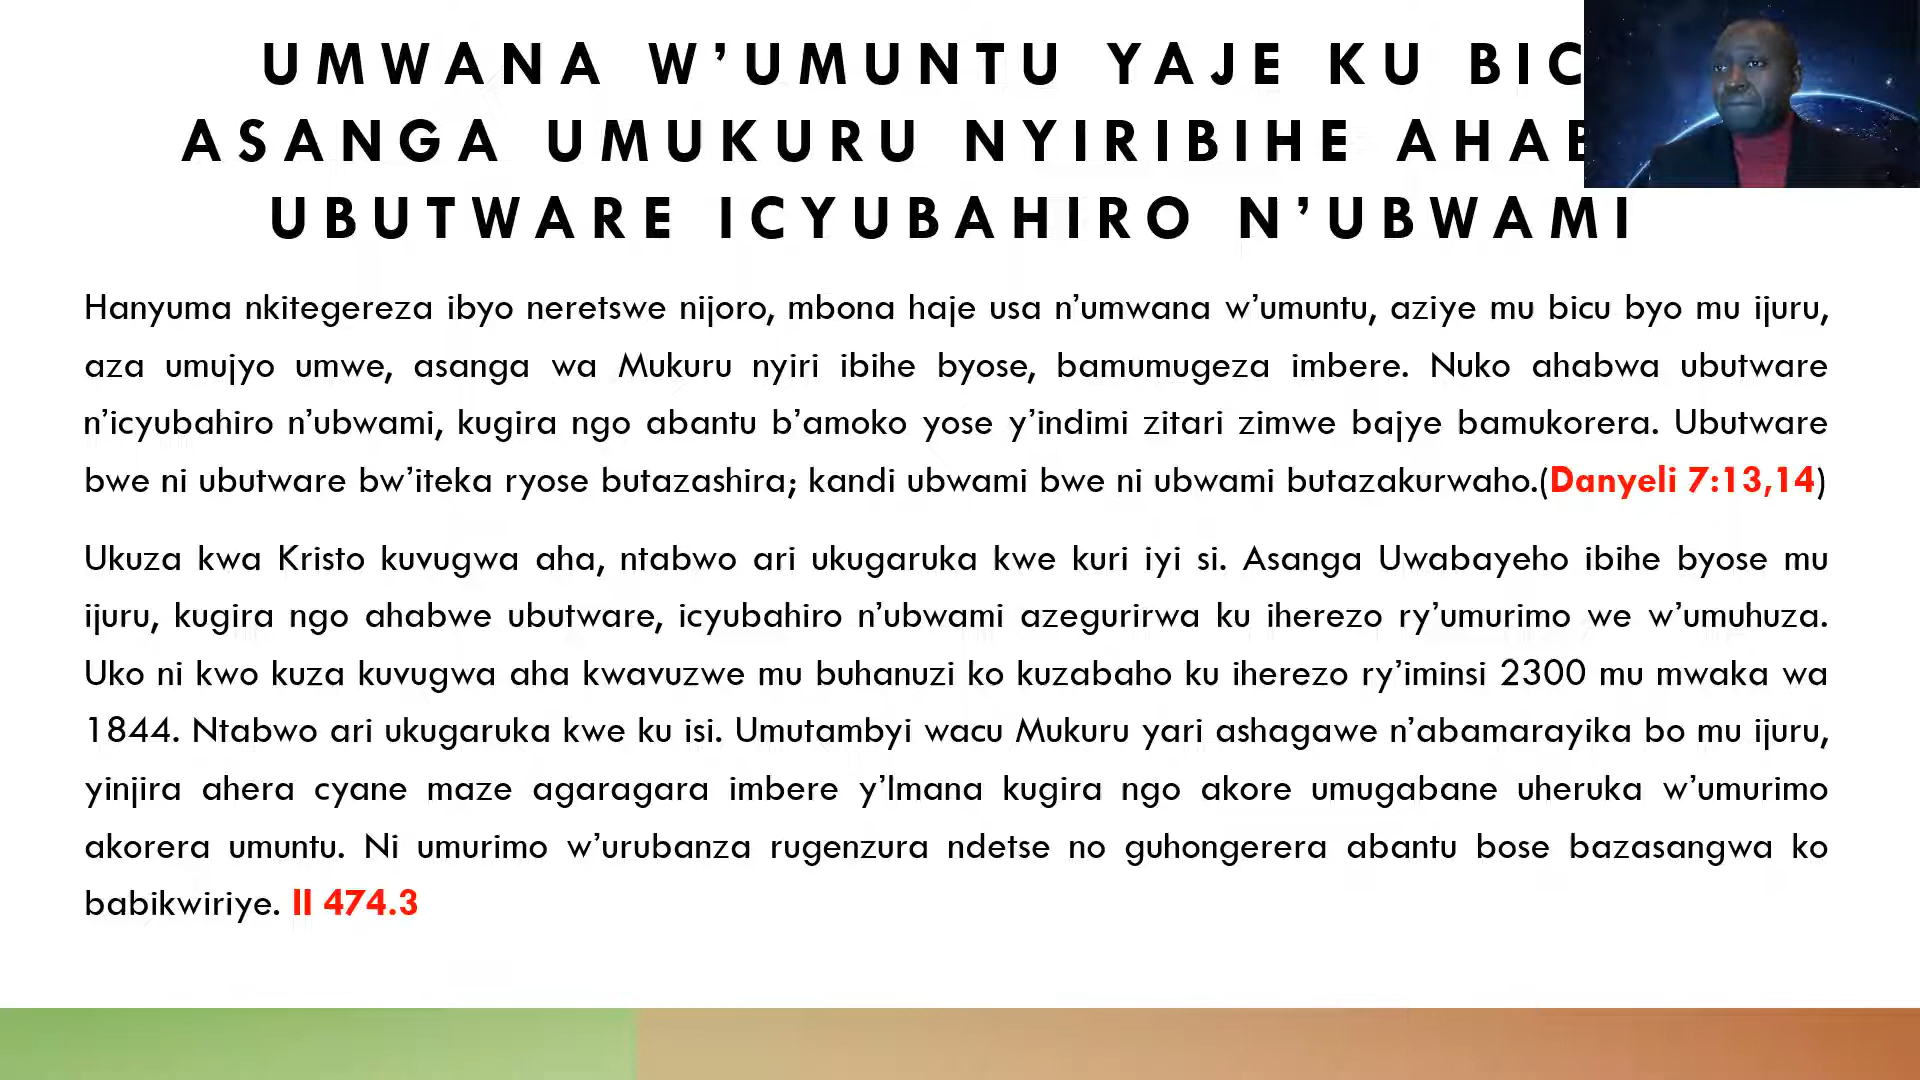 UMWANA W’UMUNTU YAJE KU
ASANGA UMUKURU NYIRIBIHE
UBUTWARE ICYUBAHIRO N’UBWAMI
Hanyuma nkitegereza ibyo neretswe nijoro, mbona haje usa n’umwana w’umuntu, aziye mu bicu byo mu ijuru,
aza umujyo umwe, asanga wa Mukuru nyiri ibihe byose, bamumugeza imbere. Nuko ahabwa ubutware
n’icyubahiro n’ubwami, kugira ngo abantu b’amoko yose y’indimi zitari zimwe bajye bamukorera. Ubutware
bwe ni ubutware bw’iteka ryose butazashira; kandi ubwami bwe ni ubwami butazakurwaho.(Danyeli 7:13,14)
Ukuza kwa Kristo kuvugwa aha, ntabwo ari ukugaruka kwe kuri iyi si. Asanga Uwabayeho ibihe byose mu
ijuru, kugira ngo ahabwe ubutware, icyubahiro n’ubwami azegurirwa ku iherezo ry’umurimo we w’umuhuza.
Uko ni kwo kuza kuvugwa aha kwavuzwe mu buhanuzi ko kuzabaho ku iherezo ry’iminsi 2300 mu mwaka wa
1844. Ntabwo ari ukugaruka kwe ku isi. Umutambyi wacu Mukuru yari ashagawe n’abamarayika bo mu ijuru,
yinjira ahera cyane maze agaragara imbere y’Imana kugira ngo akore umugabane uheruka w’umurimo
akorera umuntu. Ni umurimo w’urubanza rugenzura ndetse no guhongerera abantu bose bazasangwa ko
babikwiriye. II 474.3